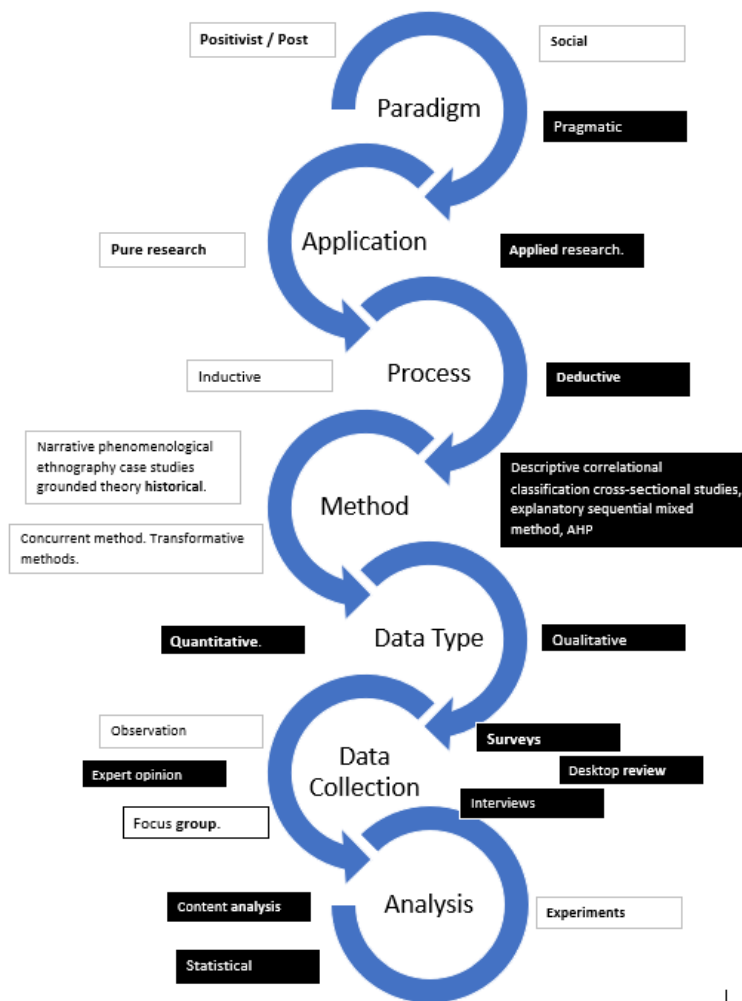 Positivist / Post
Social
Paradigm
Pragmatic
Application
Pure research
Applied research.
Process
Inductive
Deductive
Narrative phenomenological
ethnography case studies
grounded theory historical.
Descriptive correlational
classification cross-sectional studies,
explanatory sequential mixed
method, AHP
Method
Concurrent method. Transformative
methods.
Quantitative.
Data Type
Qualitative
Observation
Surveys
Data
Collection
Expert opinion
Desktop review
Interviews
Focus group.
Analysis
Content analysis
Experiments
Statistical